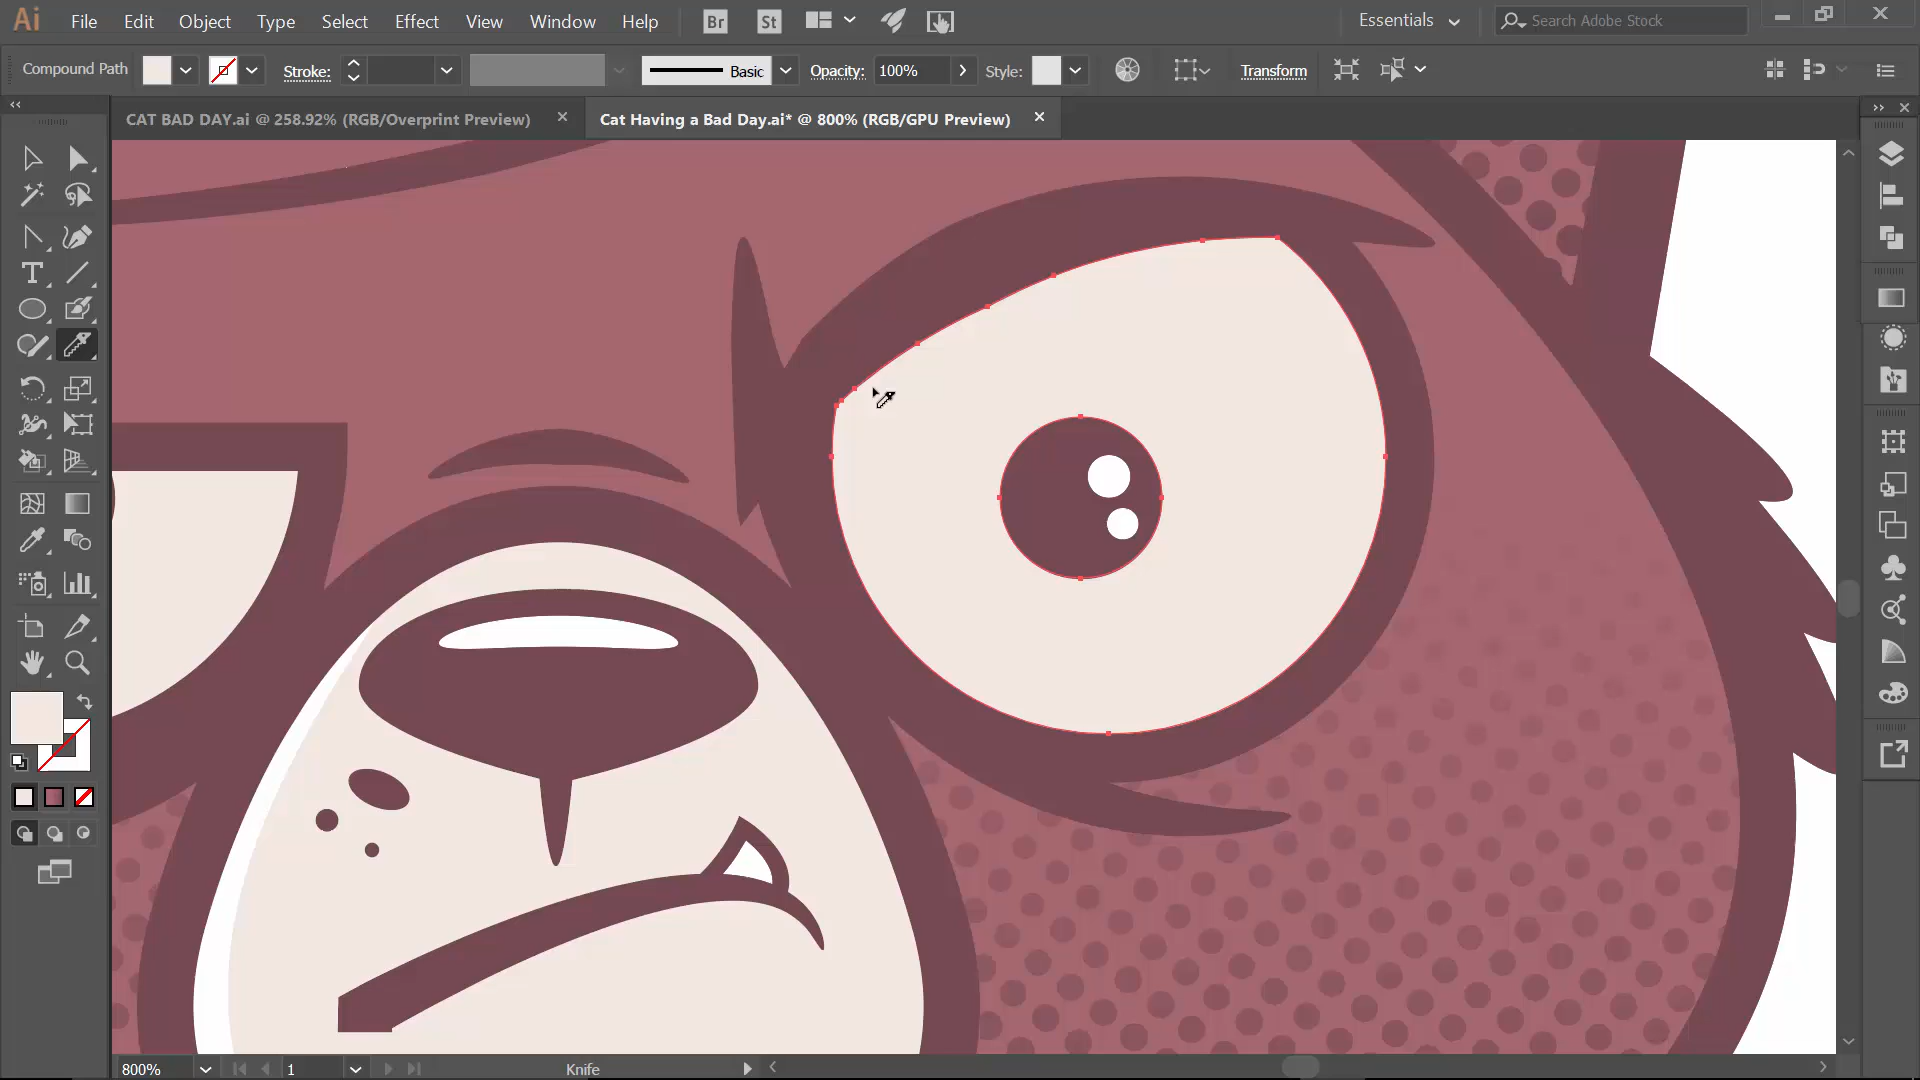 Ai File Edit Object Type Select Effect View Window Help Br St Essentials Search Adobe Stock
Compound Path Stroke: Basic Opacity: 100% Style: Transform
CAT BAD DAY.ai @ 258.92% (RGB/Overprint Preview) Cat Having a Bad Day.ai* @ 800% (RGB/GPU Preview)
800% 1 Knife